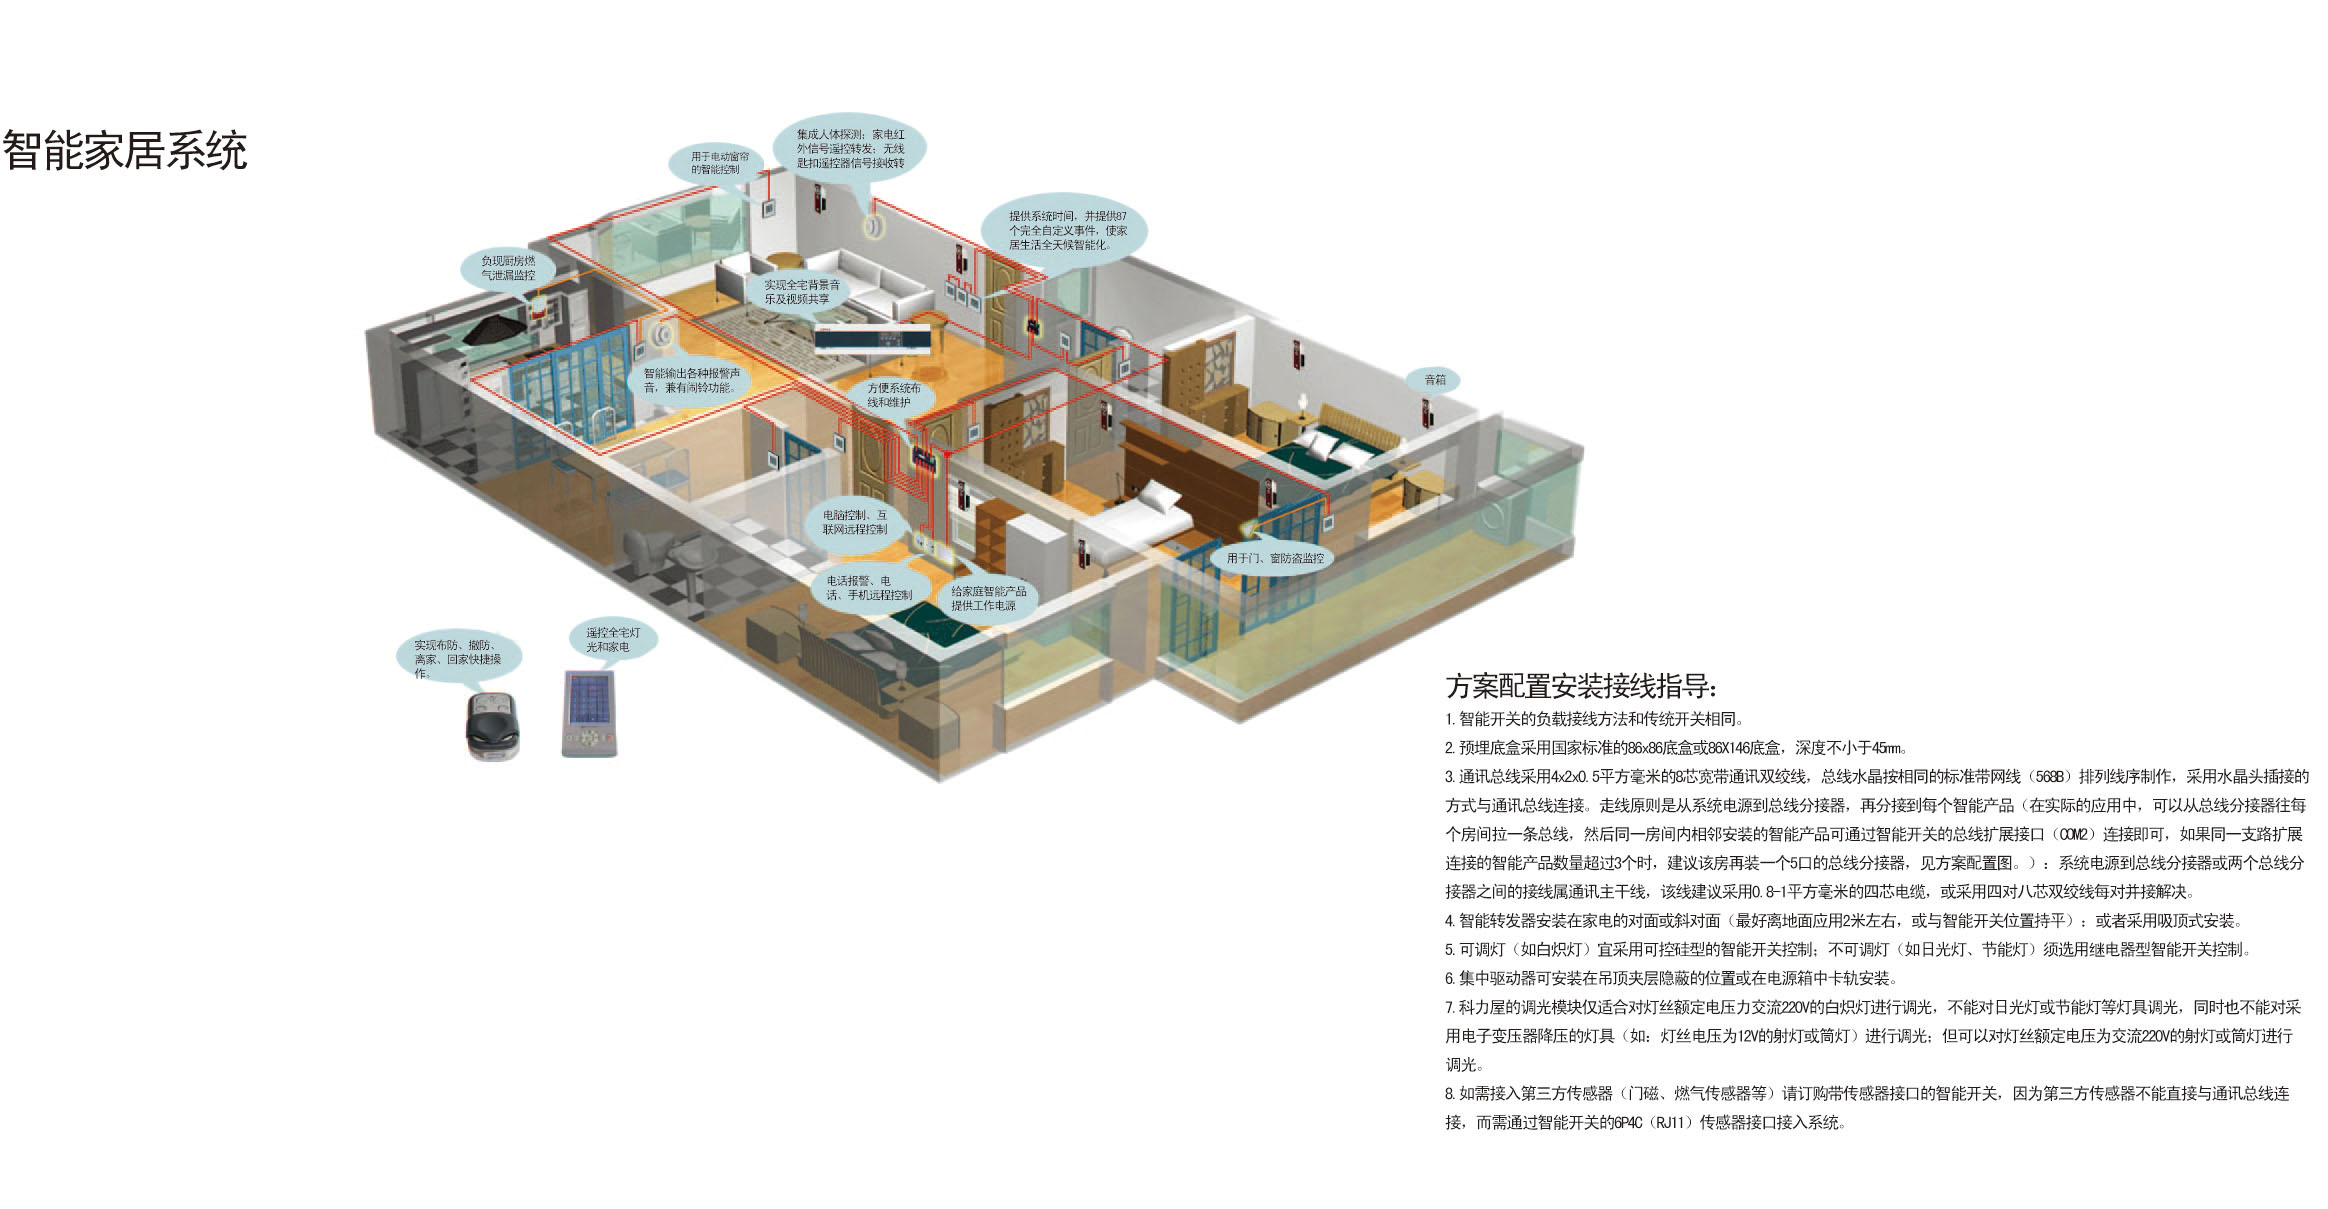 智能家居系统
用于电动窗帘
的智能控制
集成人体探测；家电红
外信号遥控转发；无线
匙扣遥控器信号接收转
提供系统时间，并提供87
个完全自定义事件，使家
居生活全天候智能化。
负现厨房燃
气泄漏监控
实现全宅背景音
乐及视频共享
智能输出各种报警声
音，兼有闹铃功能。
方便系统布
线和维护
音箱
电脑控制、互
联网远程控制
用于门、窗防盗监控
电话报警、电
话、手机远程控制
给家庭智能产品
提供工作电源
实现布防、撤防、
离家、回家快捷操
作。
遥控全宅灯
光和家电
方案配置安装接线指导：
1. 智能开关的负载接线方法和传统开关相同。
2. 预埋底盒采用国家标准的86x86底盒或86X146底盒，深度不小于45mm。
3. 通讯总线采用4x2x0.5平方毫米的8芯宽带通讯双绞线，总线水晶按相同的标准带网线（568B）排列线序制作，采用水晶头插接的
方式与通讯总线连接。走线原则是从系统电源到总线分接器，再分接到每个智能产品（在实际的应用中，可以从总线分接器往每
个房间拉一条总线，然后同一房间内相邻安装的智能产品可通过智能开关的总线扩展接口（COM2）连接即可，如果同一支路扩展
连接的智能产品数量超过3个时，建议该房再装一个5口的总线分接器，见方案配置图。）：系统电源到总线分接器或两个总线分
接器之间的接线属通讯主干线，该线建议采用0.8-1平方毫米的四芯电缆，或采用四对八芯双绞线每对并接解决。
4. 智能转发器安装在家电的对面或斜对面（最好离地面应用2米左右，或与智能开关位置持平）：或者采用吸顶式安装。
5. 可调灯（如白炽灯）宜采用可控硅型的智能开关控制；不可调灯（如日光灯、节能灯）须选用继电器型智能开关控制。
6. 集中驱动器可安装在吊顶夹层隐蔽的位置或在电源箱中卡轨安装。
7. 科力屋的调光模块仅适合对灯丝额定电压力交流220V的白炽灯进行调光，不能对日光灯或节能灯等灯具调光，同时也不能对采
用电子变压器降压的灯具（如：灯丝电压为12V的射灯或筒灯）进行调光；但可以对灯丝额定电压为交流220V的射灯或筒灯进行
调光。
8. 如需接入第三方传感器（门磁、燃气传感器等）请订购带传感器接口的智能开关，因为第三方传感器不能直接与通讯总线连
接，而需通过智能开关的6P4C（RJ11）传感器接口接入系统。